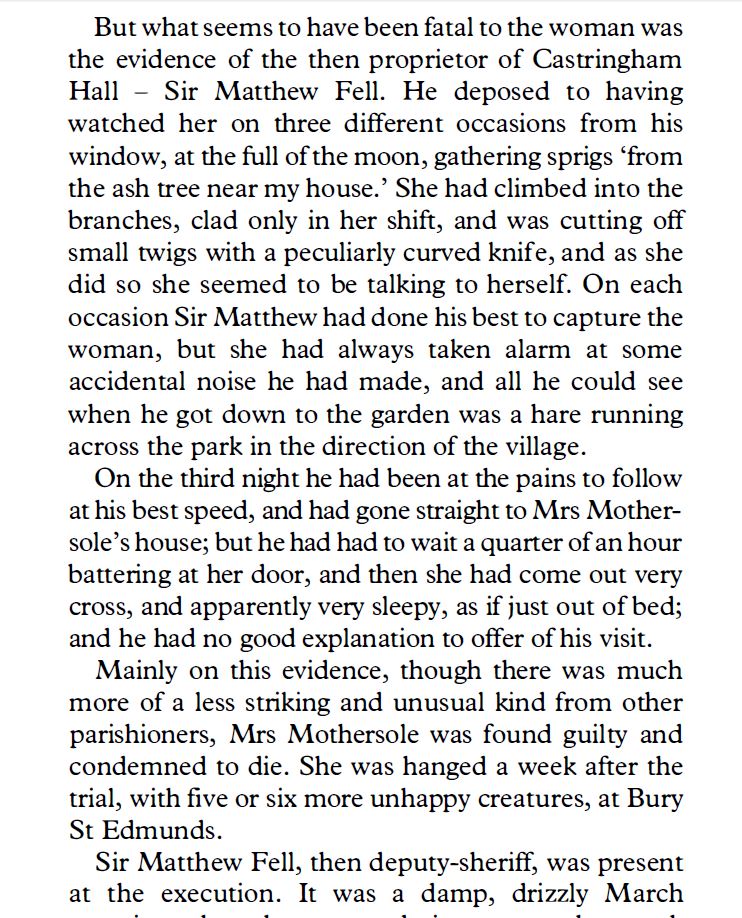 But what seems to have been fatal to the woman was
the evidence of the then proprietor of Castringham
Hall – Sir Matthew Fell. He deposed to having
watched her on three different occasions from his
window, at the full of the moon, gathering sprigs ‘from
the ash tree near my house.’ She had climbed into the
branches, clad only in her shift, and was cutting off
small twigs with a peculiarly curved knife, and as she
did so she seemed to be talking to herself. On each
occasion Sir Matthew had done his best to capture the
woman, but she had always taken alarm at some
accidental noise he had made, and all he could see
when he got down to the garden was a hare running
across the park in the direction of the village.
On the third night he had been at the pains to follow
at his best speed, and had gone straight to Mrs Mother-
sole’s house; but he had had to wait a quarter of an hour
battering at her door, and then she had come out very
cross, and apparently very sleepy, as if just out of bed;
and he had no good explanation to offer of his visit.
Mainly on this evidence, though there was much
more of a less striking and unusual kind from other
parishioners, Mrs Mothersole was found guilty and
condemned to die. She was hanged a week after the
trial, with five or six more unhappy creatures, at Bury
St Edmunds.
Sir Matthew Fell, then deputy-sheriff, was present
at the execution. It was a damp, drizzly March